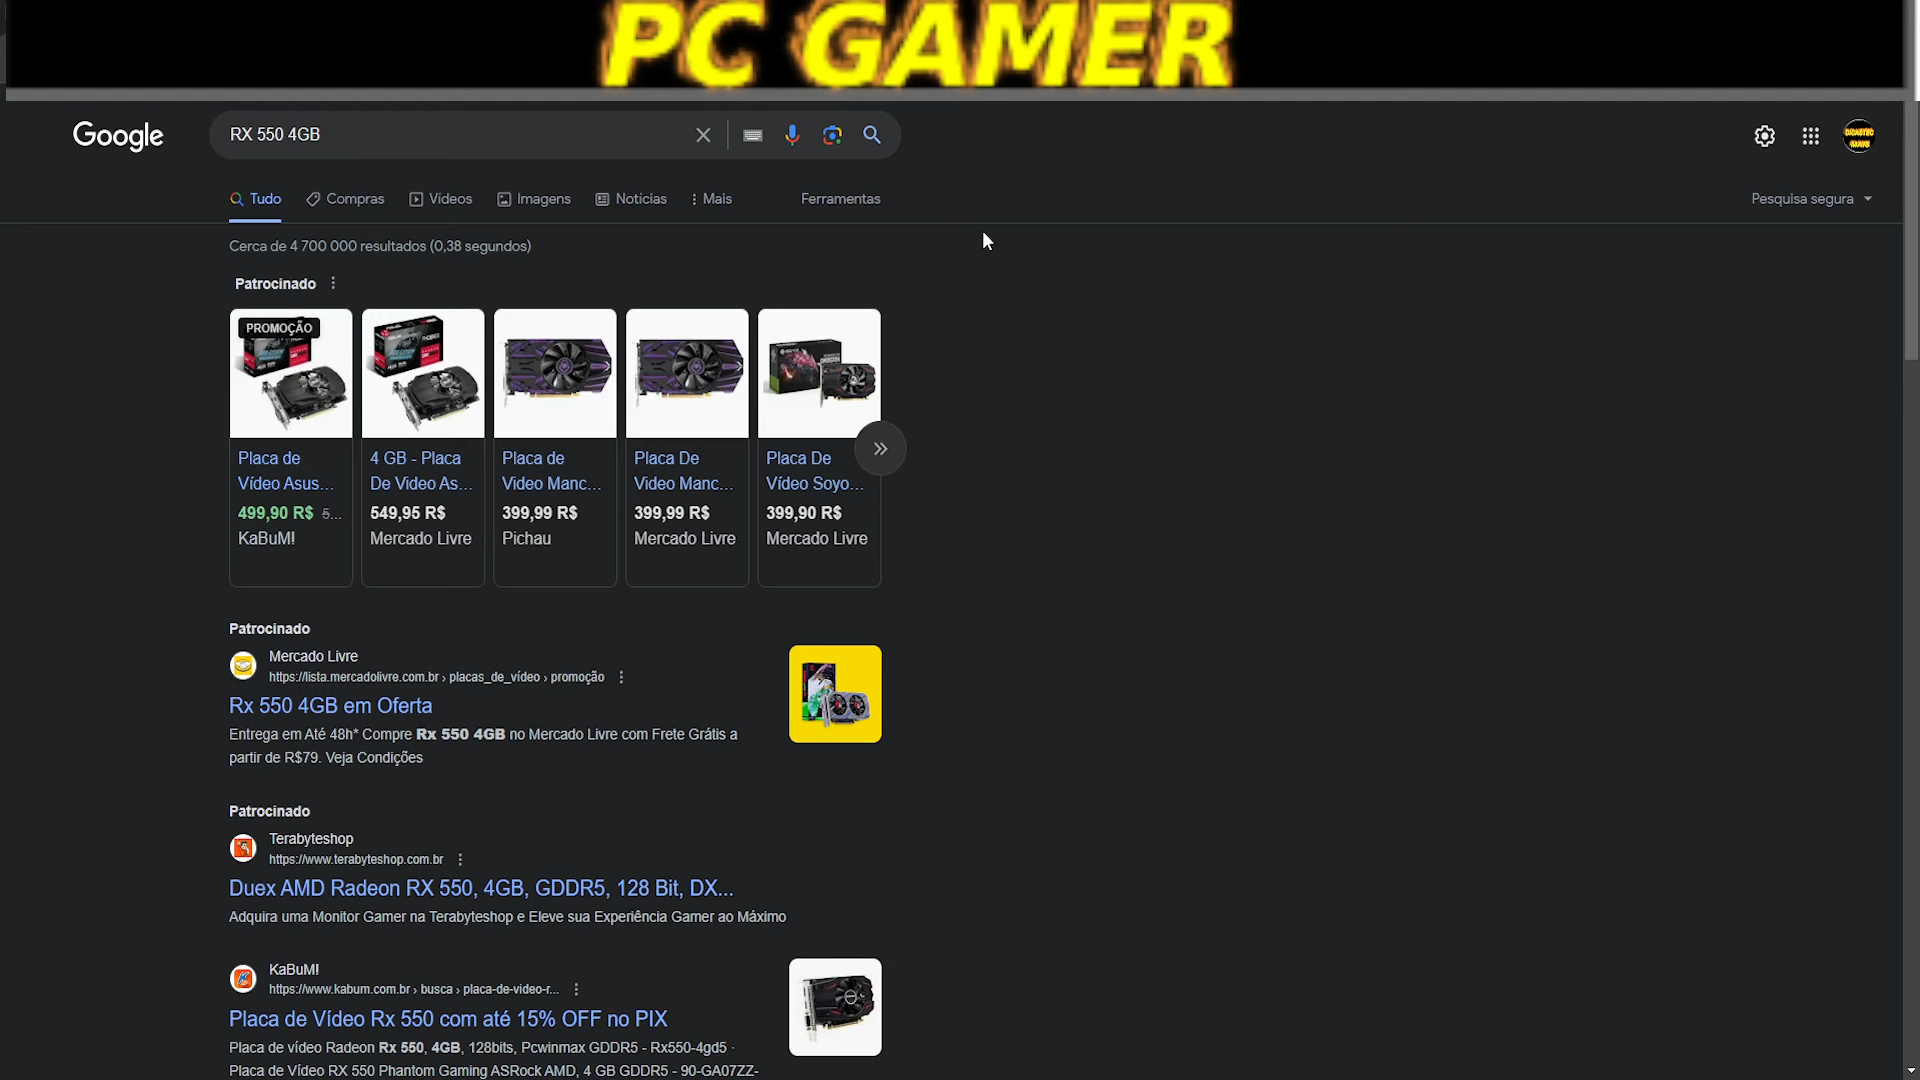 PC GAMER
Google
RX 550 4GB
Tudo
Compras
Vídeos
Imagens
Notícias
Mais
Ferramentas
Pesquisa segura
Cerca de 4 700 000 resultados (0,38 segundos)
Patrocinado
PROMOÇÃO
Placa de
Vídeo Asus...
499,90 R$ 5...
KaBuM!
4 GB - Placa
De Video As...
549,95 R$
Mercado Livre
Placa de
Video Manc...
399,99 R$
Pichau
Placa De
Video Manc...
399,99 R$
Mercado Livre
Placa De
Vídeo Soyo...
399,90 R$
Mercado Livre
Patrocinado
Mercado Livre
https://lista.mercadolivre.com.br › placas_de_vídeo › promoção
Rx 550 4GB em Oferta
Entrega em Até 48h* Compre Rx 550 4GB no Mercado Livre com Frete Grátis a
partir de R$79. Veja Condições
Patrocinado
Terabyteshop
https://www.terabyteshop.com.br
Duex AMD Radeon RX 550, 4GB, GDDR5, 128 Bit, DX...
Adquira uma Monitor Gamer na Terabyteshop e Eleve sua Experiência Gamer ao Máximo
KaBuM!
https://www.kabum.com.br › busca › placa-de-video-r...
Placa de Vídeo Rx 550 com até 15% OFF no PIX
Placa de vídeo Radeon Rx 550, 4GB, 128bits, Pcwinmax GDDR5 - Rx550-4gd5 ·
Placa de Vídeo RX 550 Phantom Gaming ASRock AMD, 4 GB GDDR5 - 90-GA07ZZ-